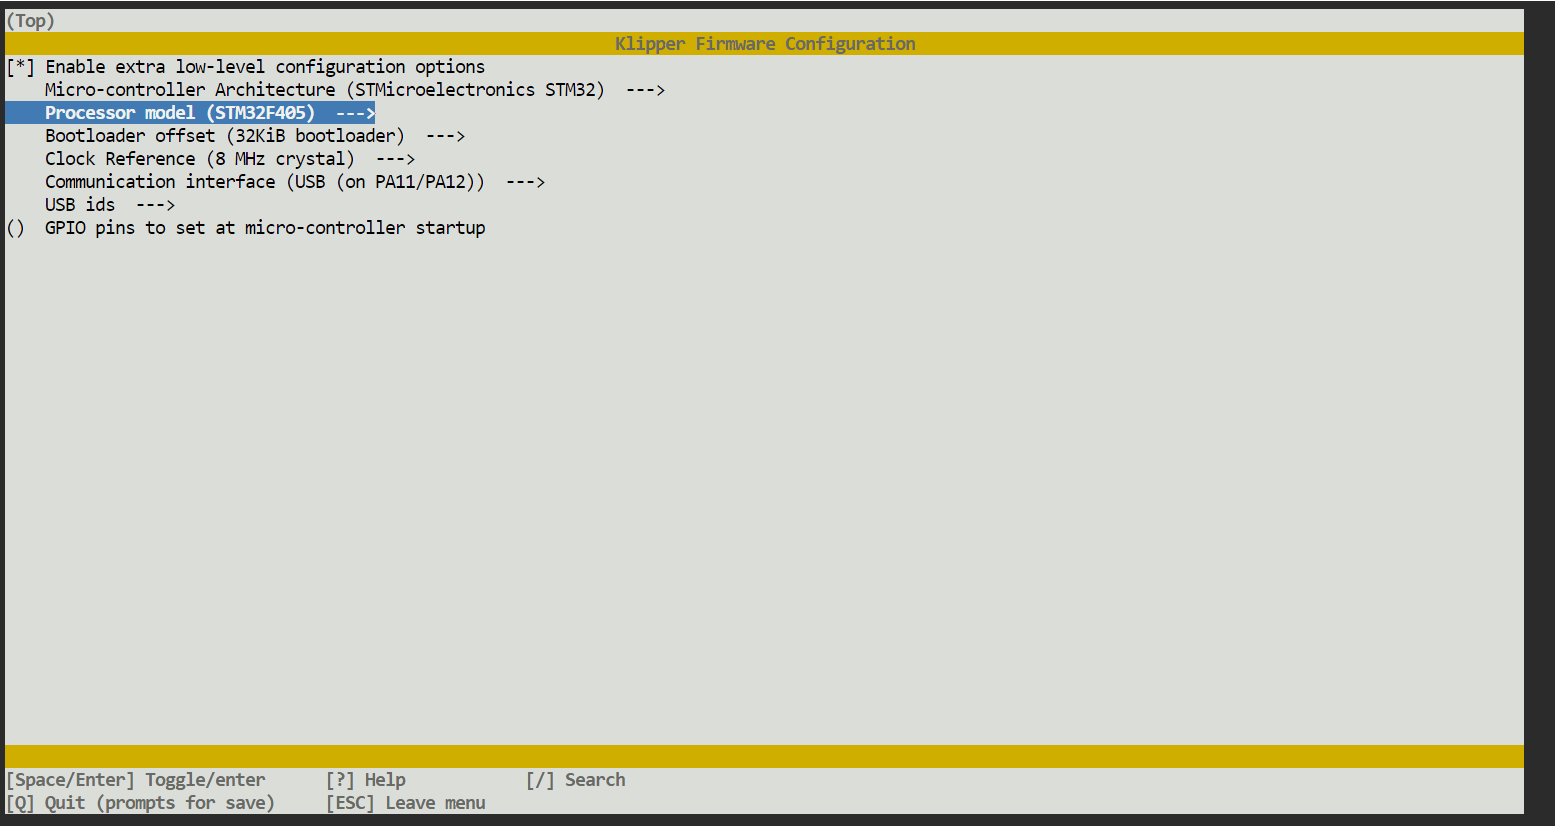 (Top)
Klipper Firmware Configuration
[*] Enable extra low-level configuration options
Micro-controller Architecture (STMicroelectronics STM32)  --->
Processor model (STM32F405)  --->
Bootloader offset (32KiB bootloader)  --->
Clock Reference (8 MHz crystal)  --->
Communication interface (USB (on PA11/PA12))  --->
USB ids  --->
()  GPIO pins to set at micro-controller startup
[Space/Enter] Toggle/enter      [?] Help            [/] Search
[Q] Quit (prompts for save)     [ESC] Leave menu